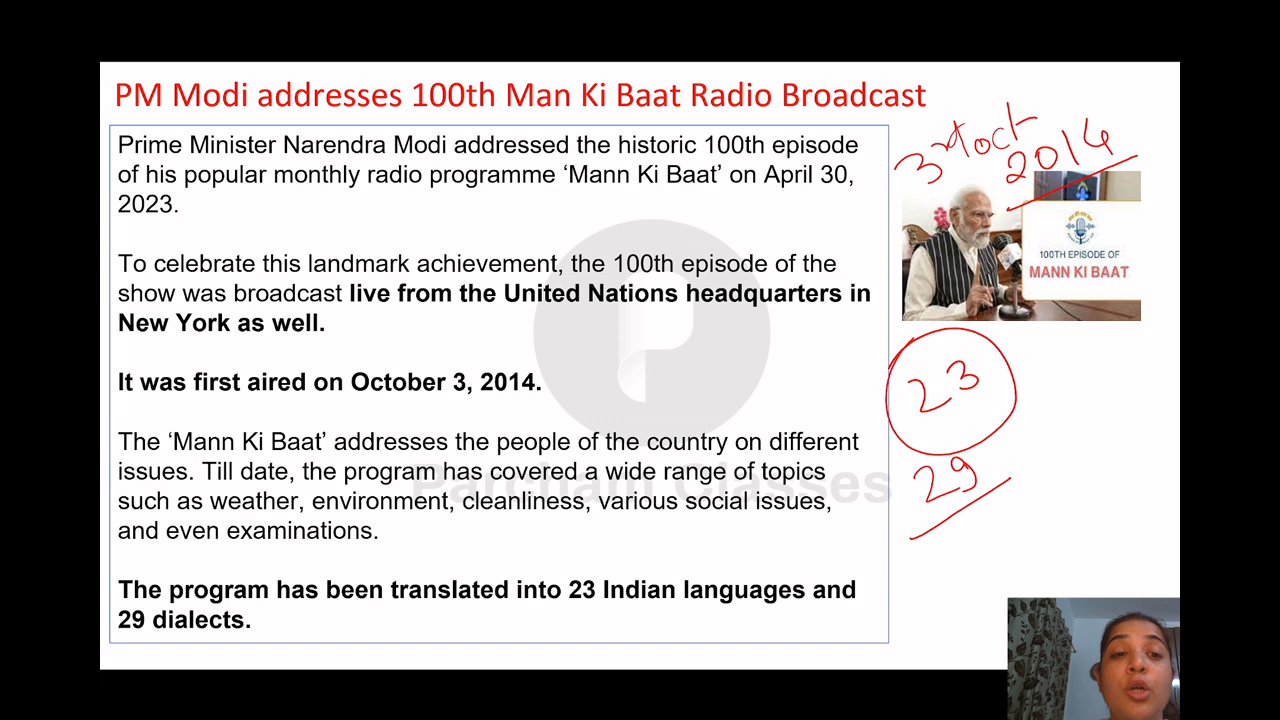 PM Modi addresses 100th Man Ki Baat Radio Broadcast
Prime Minister Narendra Modi addressed the historic 100th episode
of his popular monthly radio programme ‘Mann Ki Baat’ on April 30,
2023.
To celebrate this landmark achievement, the 100th episode of the
show was broadcast live from the United Nations headquarters in
New York as well.
It was first aired on October 3, 2014.
The ‘Mann Ki Baat’ addresses the people of the country on different
issues. Till date, the program has covered a wide range of topics
such as weather, environment, cleanliness, various social issues,
and even examinations.
The program has been translated into 23 Indian languages and
29 dialects.
Parcham Classes
3rd oct
2014
100TH EPISODE OF
MANN KI BAAT
23
29